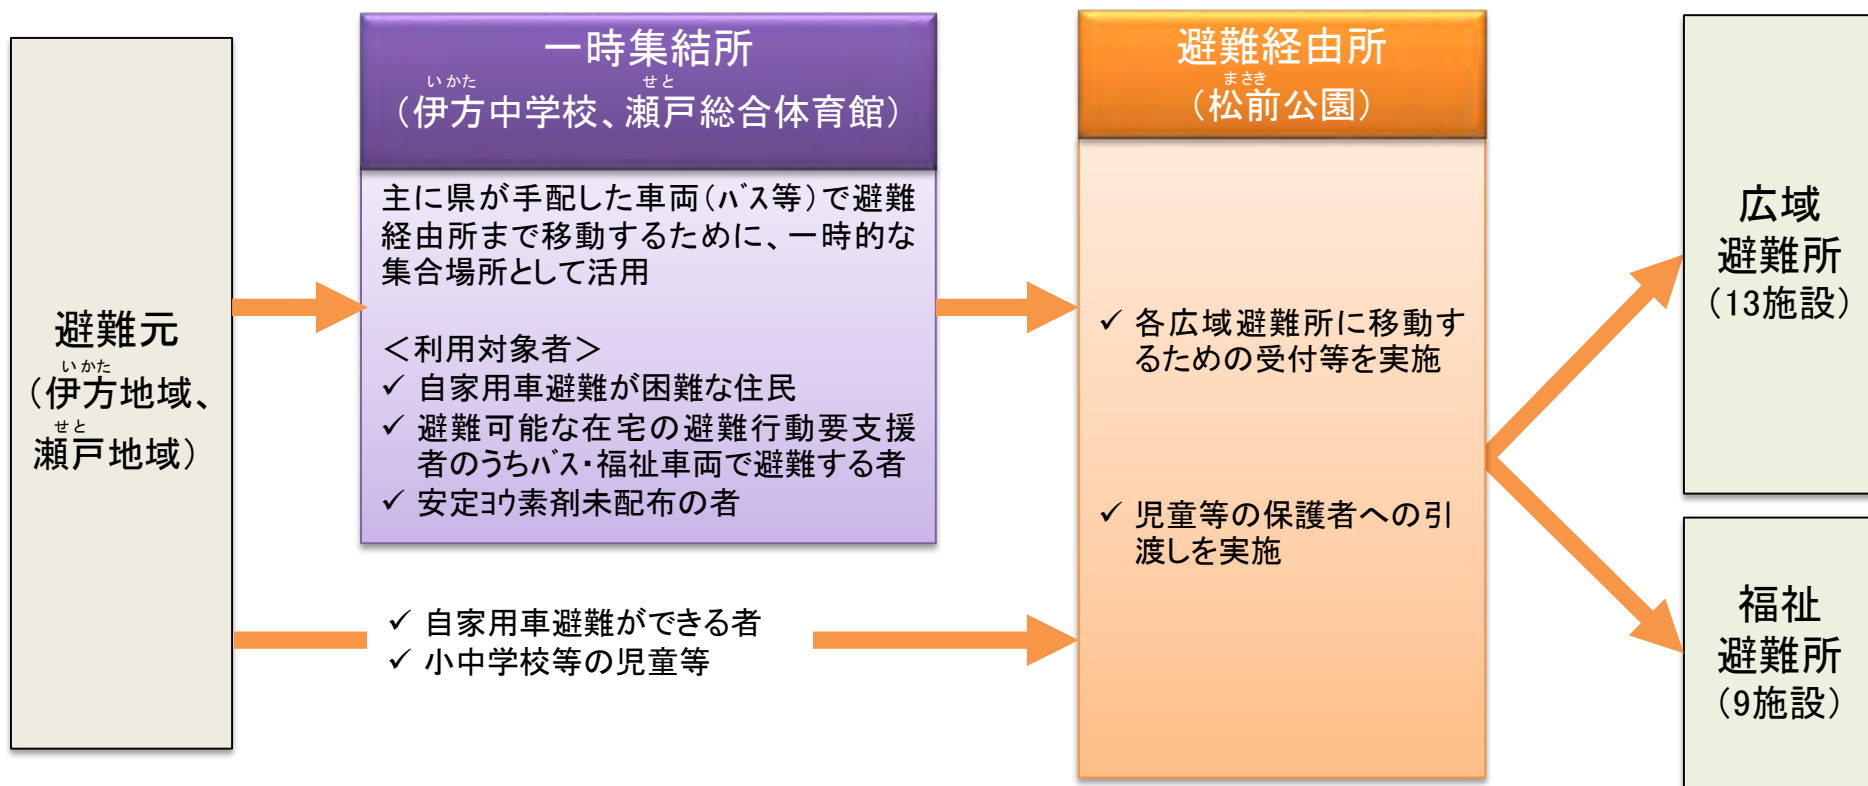 避難元
いかた
（伊方地域、
せと
瀬戸地域）
一時集結所
いかた せと
（伊方中学校、瀬戸総合体育館）
主に県が手配した車両（ﾊﾞｽ等）で避難
経由所まで移動するために、一時的な
集合場所として活用
＜利用対象者＞
✓ 自家用車避難が困難な住民
✓ 避難可能な在宅の避難行動要支援
者のうちﾊﾞｽ・福祉車両で避難する者
✓ 安定ﾖｳ素剤未配布の者
✓ 自家用車避難ができる者
✓ 小中学校等の児童等
避難経由所
まさき
（松前公園）
✓ 各広域避難所に移動す
るための受付等を実施
✓ 児童等の保護者への引
渡しを実施
広域
避難所
（13施設）
福祉
避難所
（9施設）